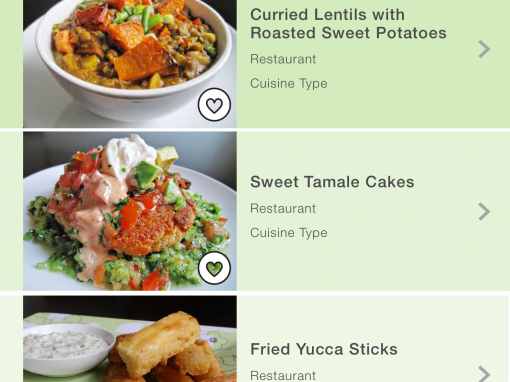 Curried Lentils with
Roasted Sweet Potatoes
Restaurant
Cuisine Type
Sweet Tamale Cakes
Restaurant
Cuisine Type
Fried Yucca Sticks
Restaurant